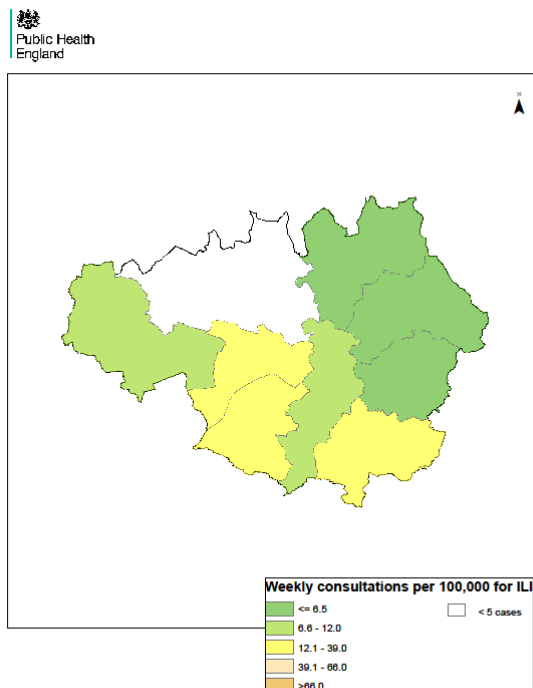 Public Health
England
Weekly consultations per 100,000 for ILI
<= 6.5
< 5 cases
6.6 - 12.0
12.1 - 39.0
39.1 - 66.0
>66.0